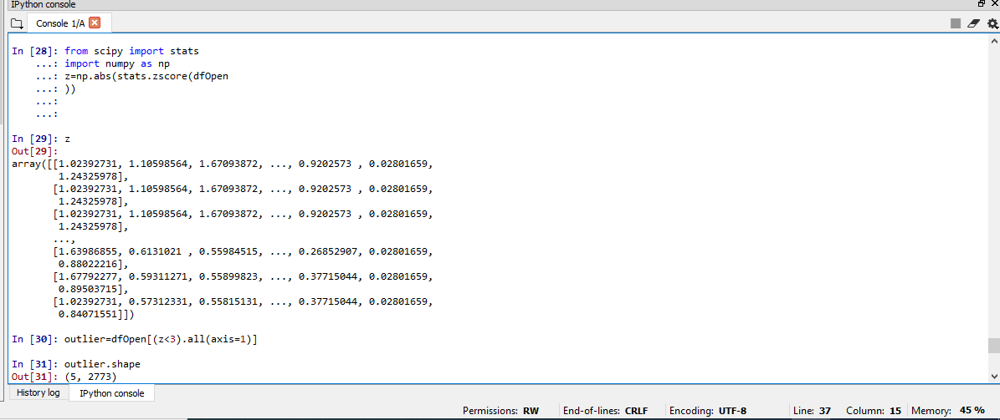 IPython console
Console 1/A
In [28]: from scipy import stats
...: import numpy as np
...: z=np.abs(stats.zscore(dfOpen
...: ))
...:
...:
In [29]: z
Out[29]:
array([[1.02392731, 1.10598564, 1.67093872, ..., 0.9202573 , 0.02801659,
1.24325978],
[1.02392731, 1.10598564, 1.67093872, ..., 0.9202573 , 0.02801659,
1.24325978],
[1.02392731, 1.10598564, 1.67093872, ..., 0.9202573 , 0.02801659,
1.24325978],
...,
[1.63986855, 0.6131021 , 0.55984515, ..., 0.26852907, 0.02801659,
0.88022216],
[1.67792277, 0.59311271, 0.55899823, ..., 0.37715044, 0.02801659,
0.89503715],
[1.02392731, 0.57312331, 0.55815131, ..., 0.37715044, 0.02801659,
0.84071551]])
In [30]: outlier=dfOpen[(z<3).all(axis=1)]
In [31]: outlier.shape
Out[31]: (5, 2773)
History log IPython console
Permissions: RW End-of-lines: CRLF Encoding: UTF-8 Line: 37 Column: 15 Memory: 45 %